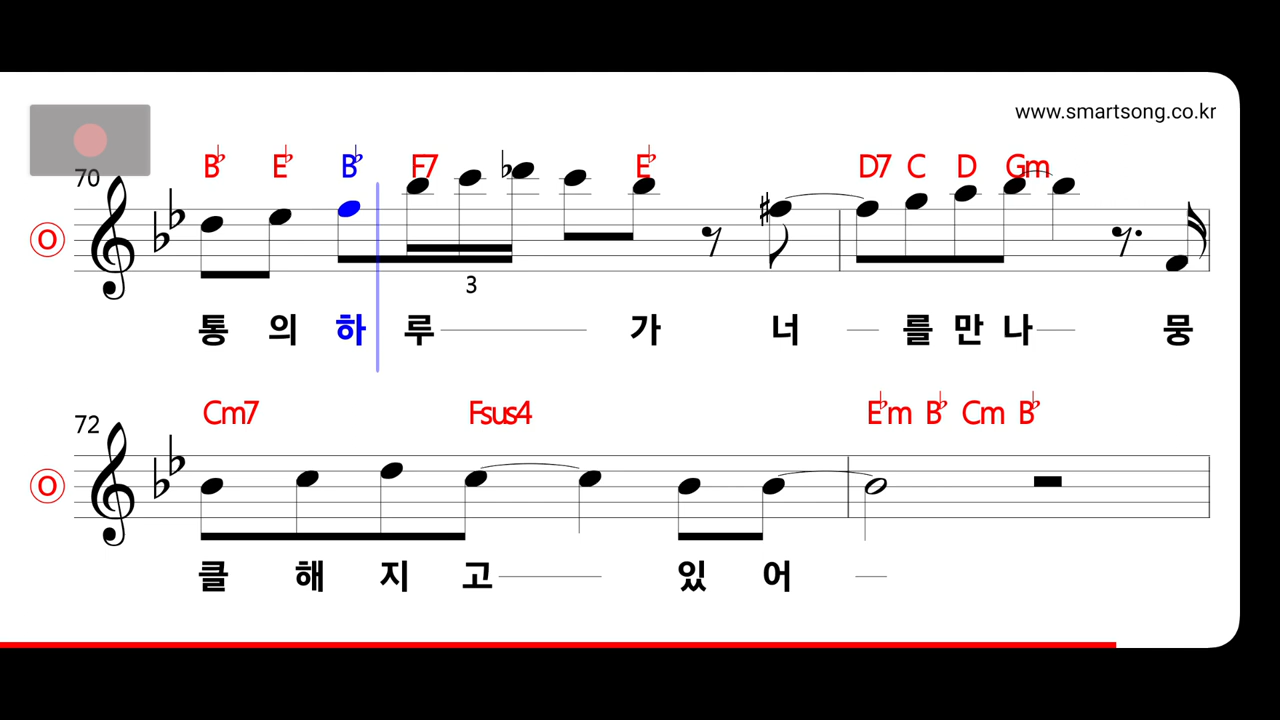 www.smartsong.co.kr
B♭ E♭ B♭ F7 E♭ D7 C D Gm
70
O
3
통 의 하 루 가 너 를 만 나 뭉
Cm7 Fsus4 E♭m B♭ Cm B♭
72
O
클 해 지 고 있 어